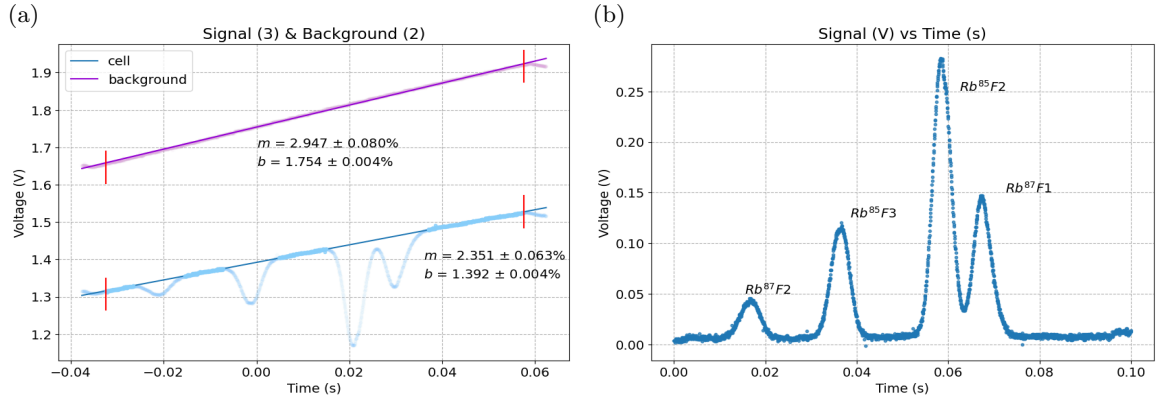 (a)
Signal (3) & Background (2)
cell
background
m = 2.947 ± 0.080%
b = 1.754 ± 0.004%
m = 2.351 ± 0.063%
b = 1.392 ± 0.004%
1.9
1.8
1.7
1.6
1.5
1.4
1.3
1.2
Voltage (V)
−0.04 −0.02 0.00 0.02 0.04 0.06
Time (s)
(b)
Signal (V) vs Time (s)
Rb⁸⁵F2
Rb⁸⁷F1
Rb⁸⁵F3
Rb⁸⁷F2
0.25
0.20
0.15
0.10
0.05
0.00
Voltage (V)
0.00 0.02 0.04 0.06 0.08 0.10
Time (s)